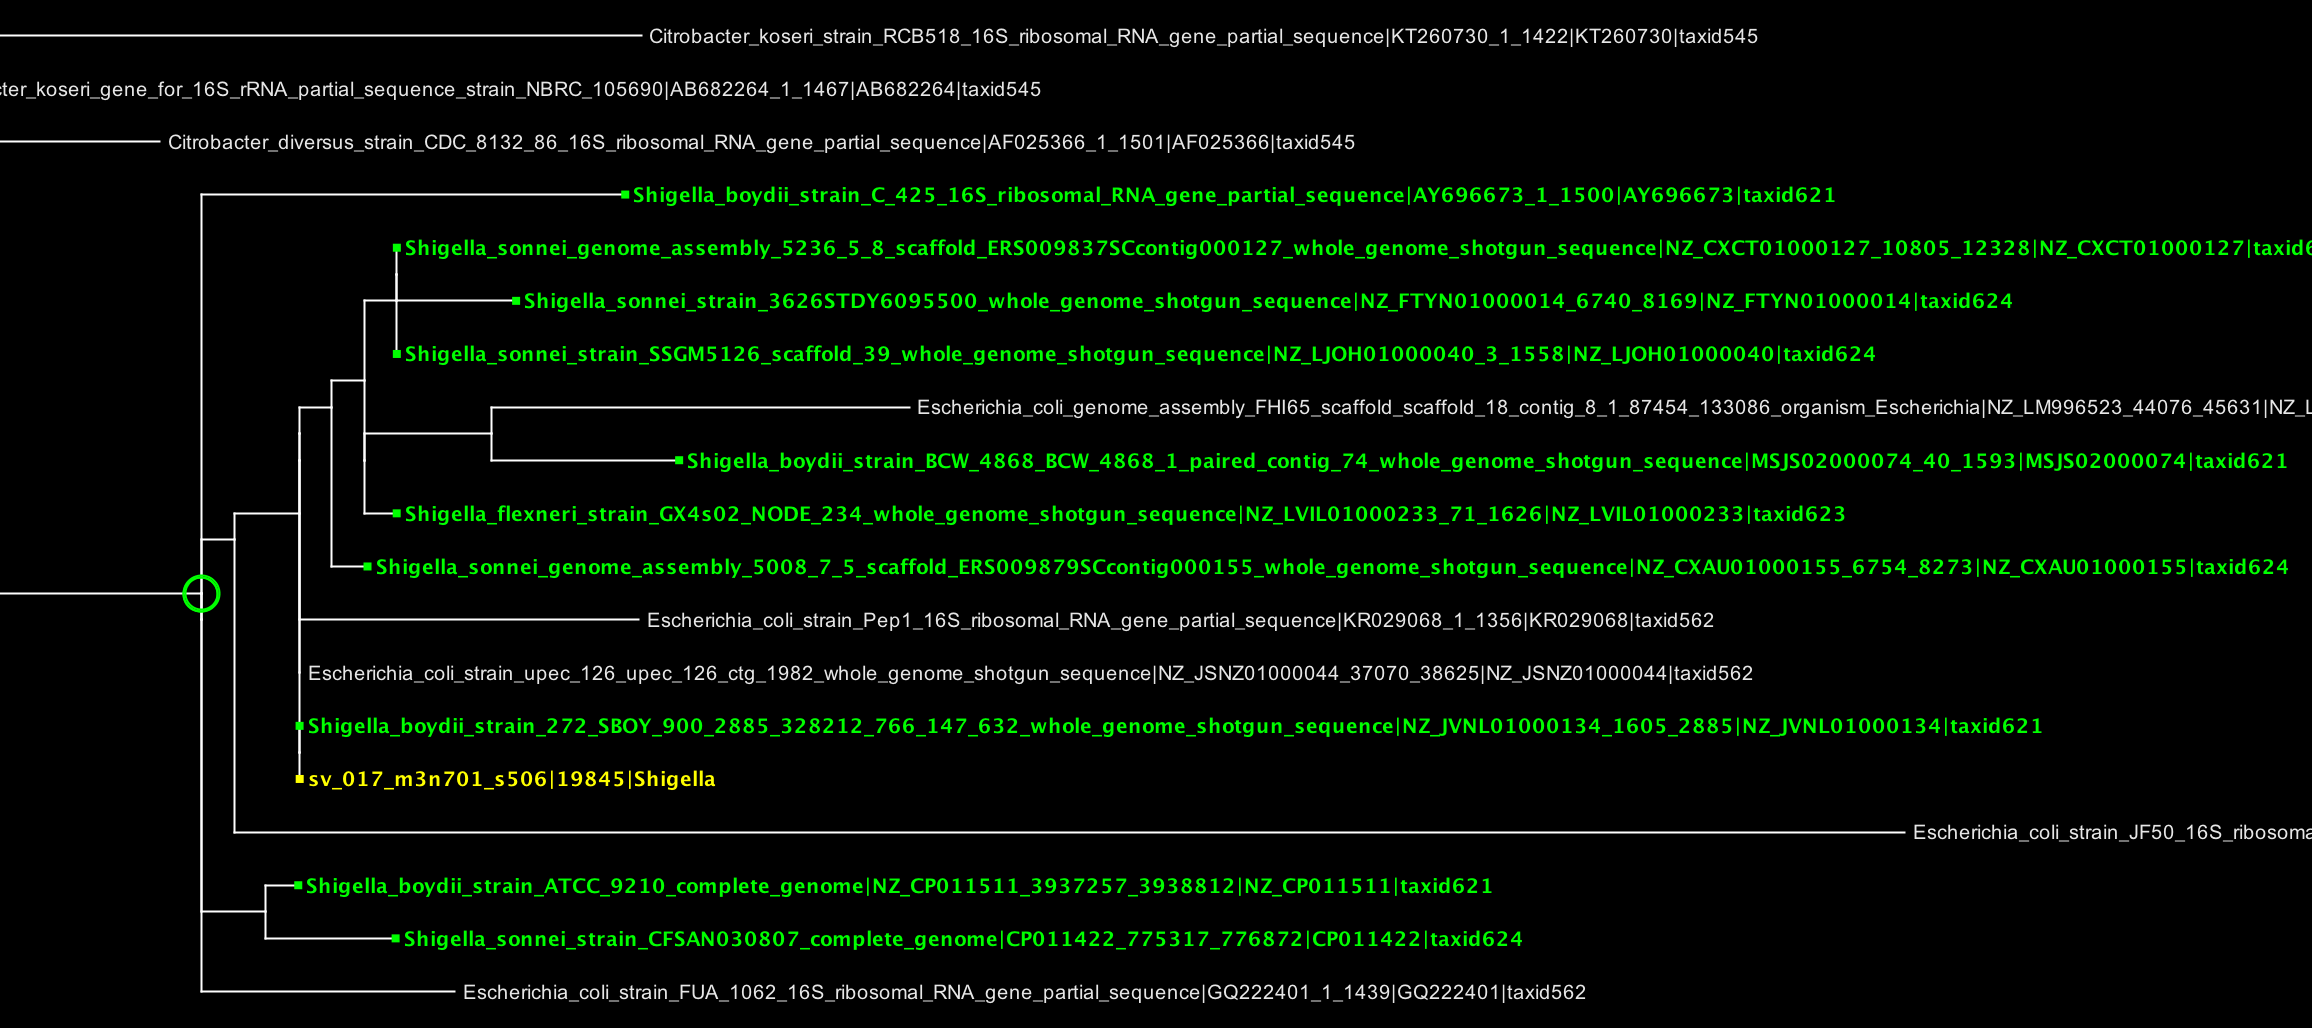 Citrobacter_koseri_strain_RCB518_16S_ribosomal_RNA_gene_partial_sequence|KT260730_1_1422|KT260730|taxid545
cter_koseri_gene_for_16S_rRNA_partial_sequence_strain_NBRC_105690|AB682264_1_1467|AB682264|taxid545
Citrobacter_diversus_strain_CDC_8132_86_16S_ribosomal_RNA_gene_partial_sequence|AF025366_1_1501|AF025366|taxid545
Shigella_boydii_strain_C_425_16S_ribosomal_RNA_gene_partial_sequence|AY696673_1_1500|AY696673|taxid621
Shigella_sonnei_genome_assembly_5236_5_8_scaffold_ERS009837SCcontig000127_whole_genome_shotgun_sequence|NZ_CXCT01000127_10805_12328|NZ_CXCT01000127|taxid6
Shigella_sonnei_strain_3626STDY6095500_whole_genome_shotgun_sequence|NZ_FTYN01000014_6740_8169|NZ_FTYN01000014|taxid624
Shigella_sonnei_strain_SSGM5126_scaffold_39_whole_genome_shotgun_sequence|NZ_LJOH01000040_3_1558|NZ_LJOH01000040|taxid624
Escherichia_coli_genome_assembly_FHI65_scaffold_scaffold_18_contig_8_1_87454_133086_organism_Escherichia|NZ_LM996523_44076_45631|NZ_L
Shigella_boydii_strain_BCW_4868_BCW_4868_1_paired_contig_74_whole_genome_shotgun_sequence|MSJS02000074_40_1593|MSJS02000074|taxid621
Shigella_flexneri_strain_GX4s02_NODE_234_whole_genome_shotgun_sequence|NZ_LVIL01000233_71_1626|NZ_LVIL01000233|taxid623
Shigella_sonnei_genome_assembly_5008_7_5_scaffold_ERS009879SCcontig000155_whole_genome_shotgun_sequence|NZ_CXAU01000155_6754_8273|NZ_CXAU01000155|taxid624
Escherichia_coli_strain_Pep1_16S_ribosomal_RNA_gene_partial_sequence|KR029068_1_1356|KR029068|taxid562
Escherichia_coli_strain_upec_126_upec_126_ctg_1982_whole_genome_shotgun_sequence|NZ_JSNZ01000044_37070_38625|NZ_JSNZ01000044|taxid562
Shigella_boydii_strain_272_SBOY_900_2885_328212_766_147_632_whole_genome_shotgun_sequence|NZ_JVNL01000134_1605_2885|NZ_JVNL01000134|taxid621
sv_017_m3n701_s506|19845|Shigella
Escherichia_coli_strain_JF50_16S_ribosoma
Shigella_boydii_strain_ATCC_9210_complete_genome|NZ_CP011511_3937257_3938812|NZ_CP011511|taxid621
Shigella_sonnei_strain_CFSAN030807_complete_genome|CP011422_775317_776872|CP011422|taxid624
Escherichia_coli_strain_FUA_1062_16S_ribosomal_RNA_gene_partial_sequence|GQ222401_1_1439|GQ222401|taxid562